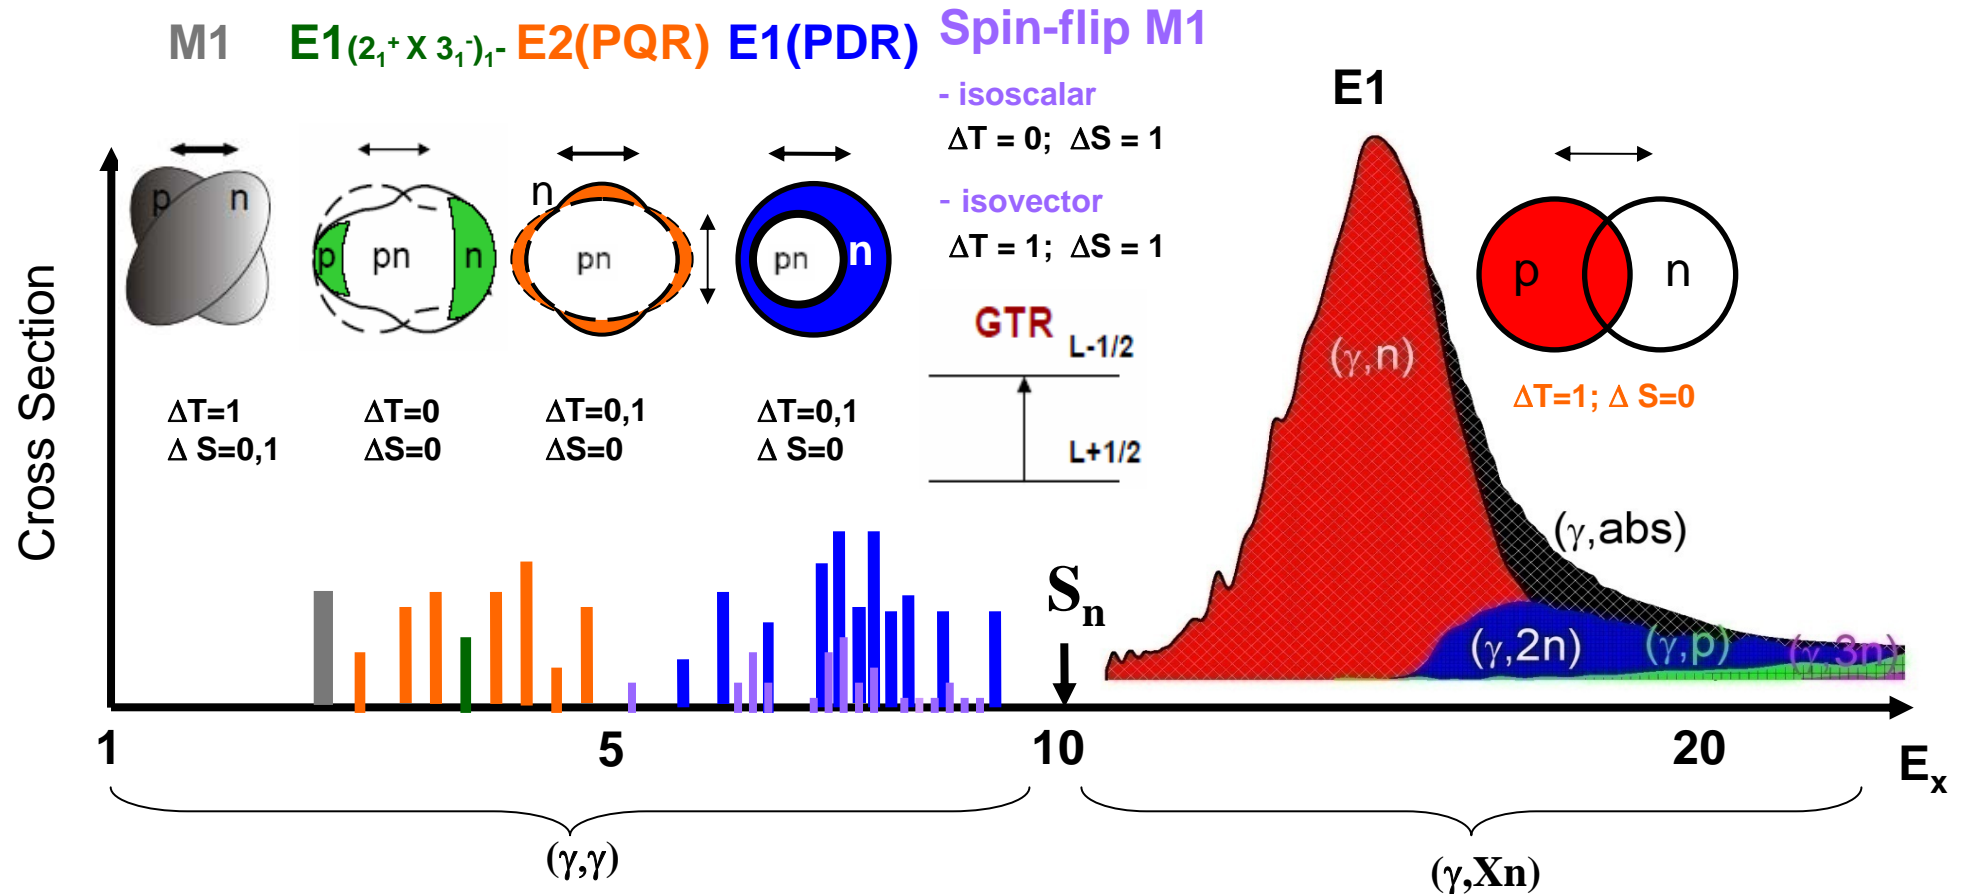 M1
E1(2₁⁺ X 3₁⁻)₁-
E2(PQR)
E1(PDR)
Spin-flip M1
- isoscalar
ΔT = 0; ΔS = 1
- isovector
ΔT = 1; ΔS = 1
E1
p n
p pn n
n
pn
pn n
p n
GTR
L-1/2
L+1/2
ΔT=1
Δ S=0,1
ΔT=0
ΔS=0
ΔT=0,1
ΔS=0
ΔT=0,1
Δ S=0
ΔT=1; Δ S=0
Cross Section
(γ,n)
(γ,abs)
(γ,2n)
(γ,p)
(γ,3n)
Sₙ
1 5 10 20 Eₓ
(γ,γ)
(γ,Xn)